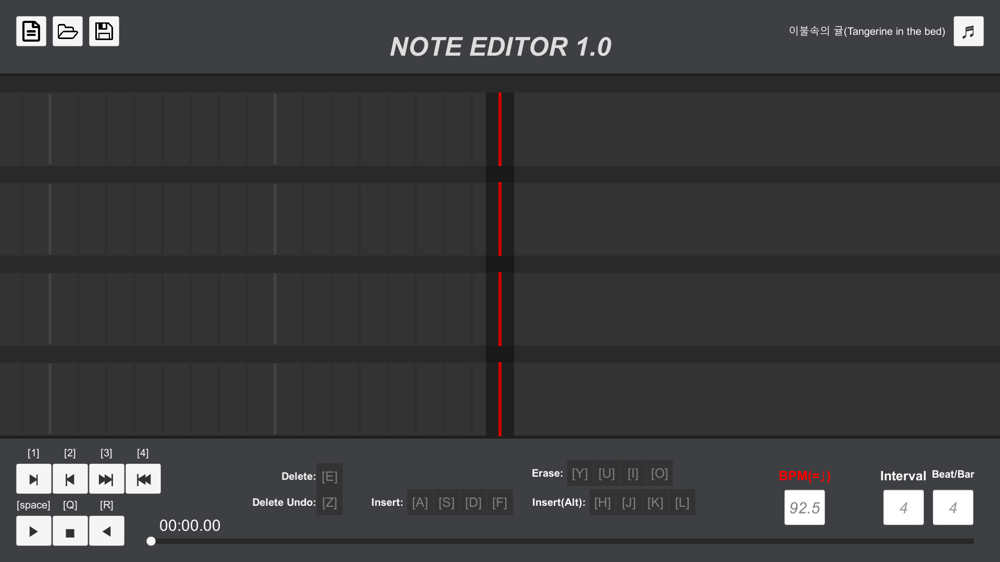 이불속의 귤(Tangerine in the bed)
NOTE EDITOR 1.0
[1] [2] [3] [4]
[space] [Q] [R]
00:00.00
Delete: [E]
Delete Undo: [Z]
Insert: [A] [S] [D] [F]
Erase: [Y] [U] [I] [O]
Insert(Alt): [H] [J] [K] [L]
BPM(=♩)
92.5
Interval Beat/Bar
4 4